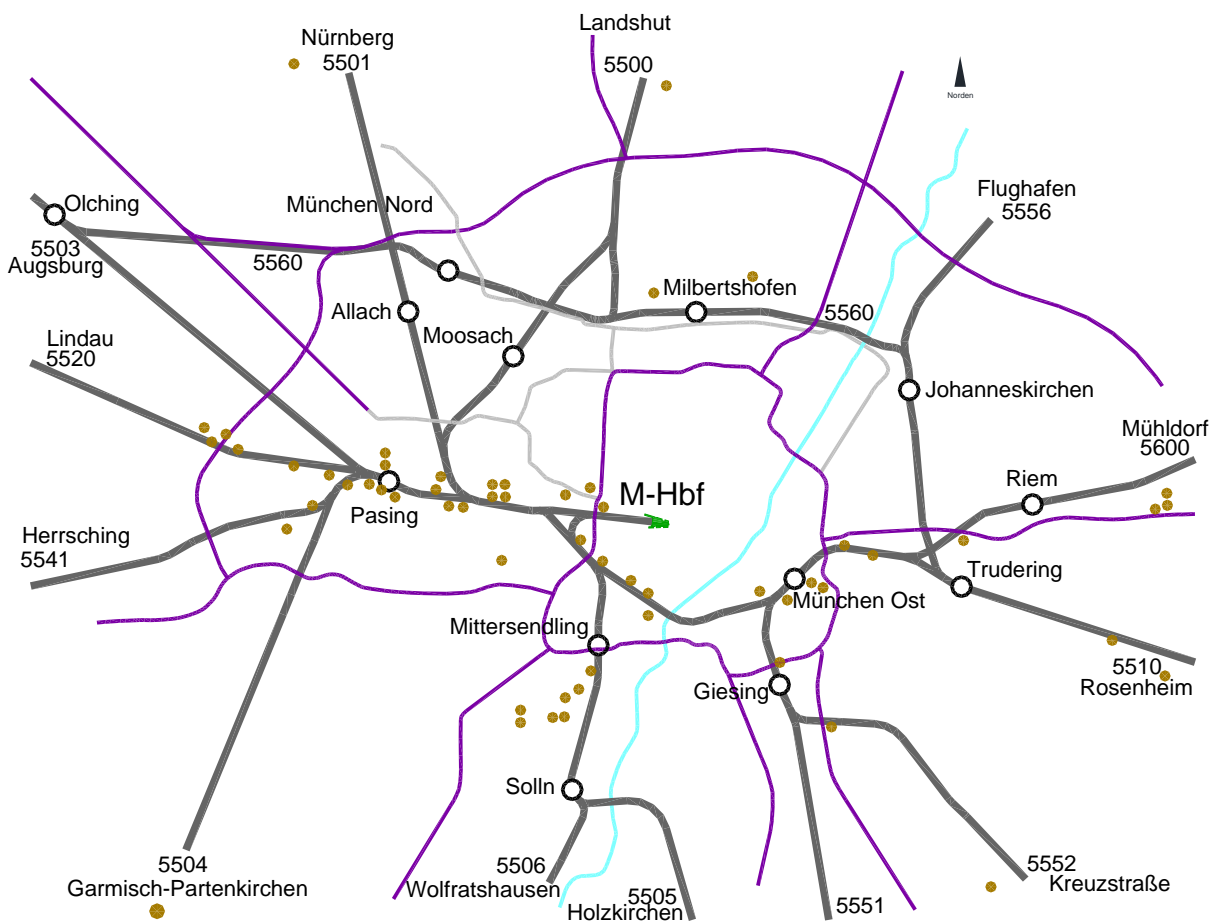 Landshut
Nürnberg
5501
5500
Norden
Flughafen
5556
Olching
München Nord
5503
Augsburg
5560
Milbertshofen
5560
Allach
Moosach
Lindau
5520
Johanneskirchen
Mühldorf
5600
Riem
M-Hbf
Pasing
Herrsching
5541
Trudering
München Ost
Mittersendling
Giesing
5510
Rosenheim
Solln
5504
Garmisch-Partenkirchen
5506
Wolfratshausen
5505
Holzkirchen
5552
Kreuzstraße
5551